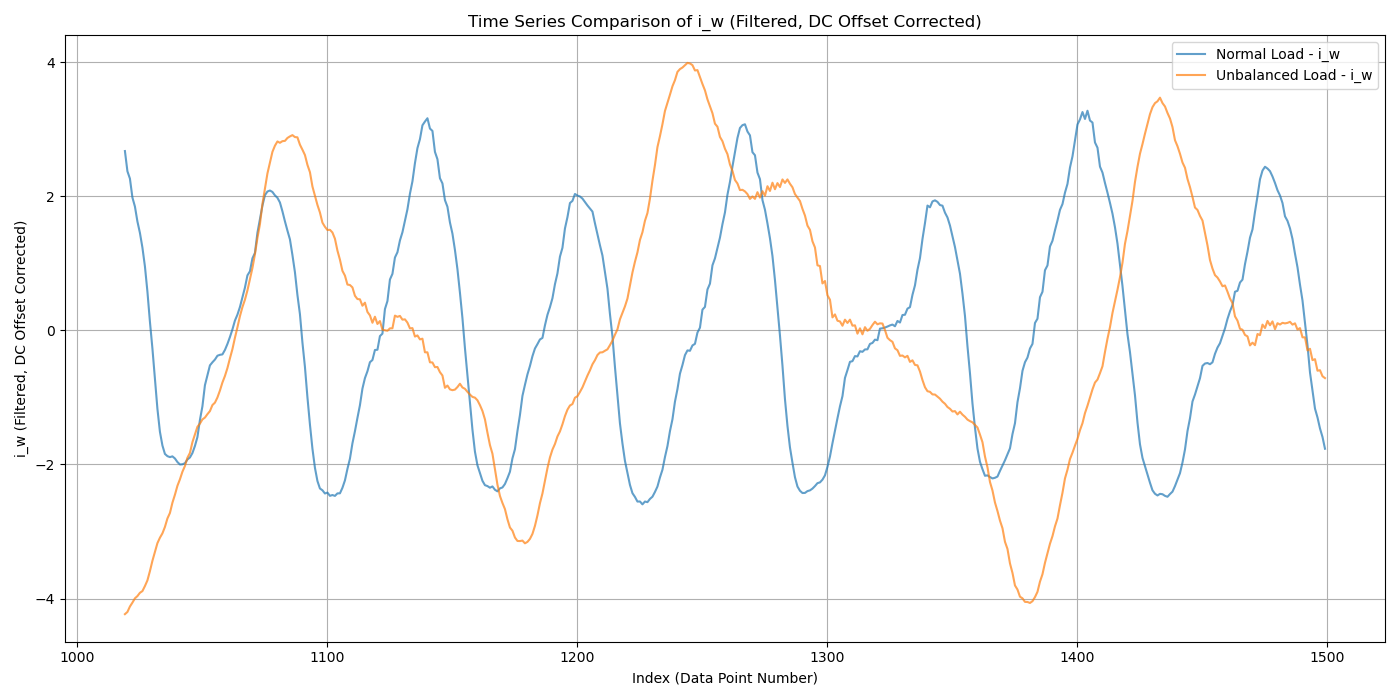 Time Series Comparison of i_w (Filtered, DC Offset Corrected)
Normal Load - i_w
Unbalanced Load - i_w
i_w (Filtered, DC Offset Corrected)
4
2
0
−2
−4
1000 1100 1200 1300 1400 1500
Index (Data Point Number)